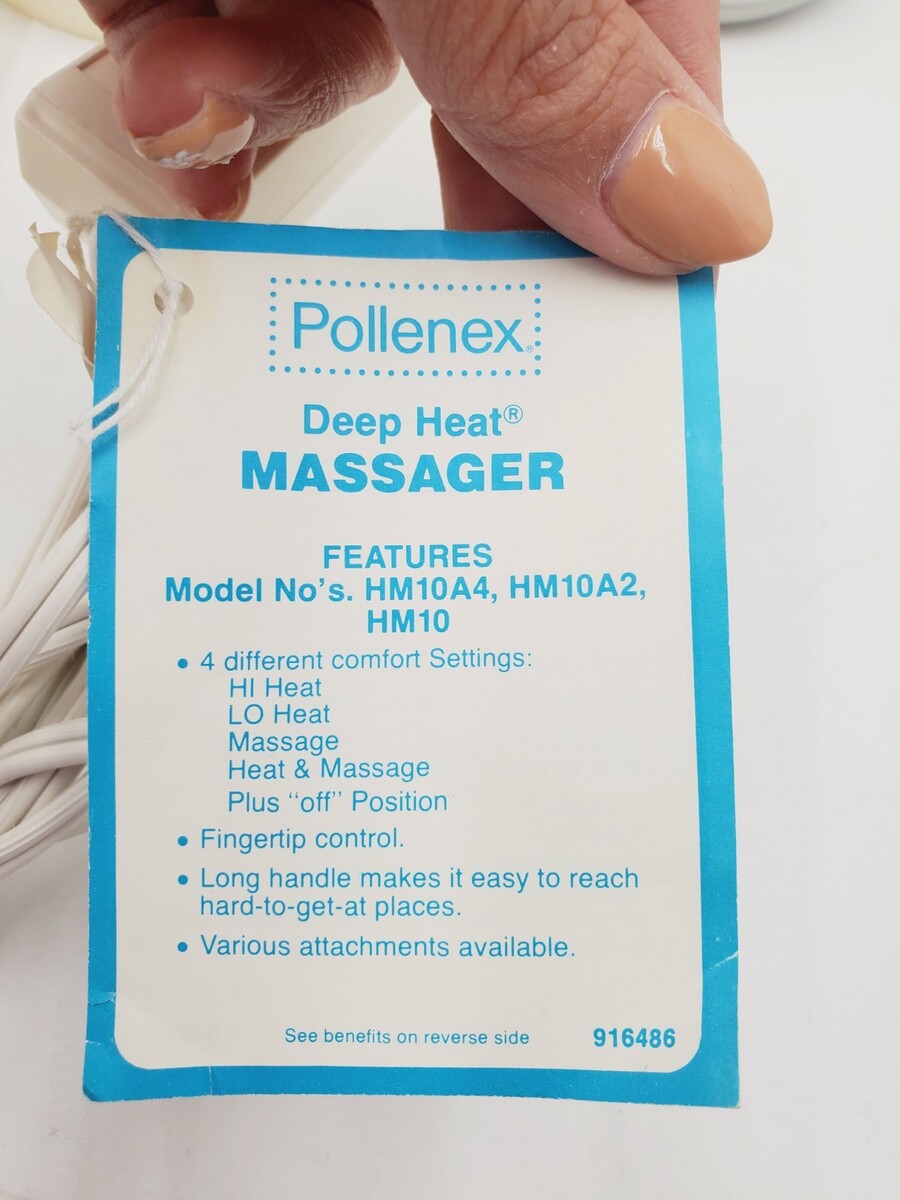 Pollenex®
Deep Heat®
MASSAGER
FEATURES
Model No's. HM10A4, HM10A2,
HM10
• 4 different comfort Settings:
HI Heat
LO Heat
Massage
Heat & Massage
Plus "off" Position
• Fingertip control.
• Long handle makes it easy to reach
hard-to-get-at places.
• Various attachments available.
See benefits on reverse side 916486